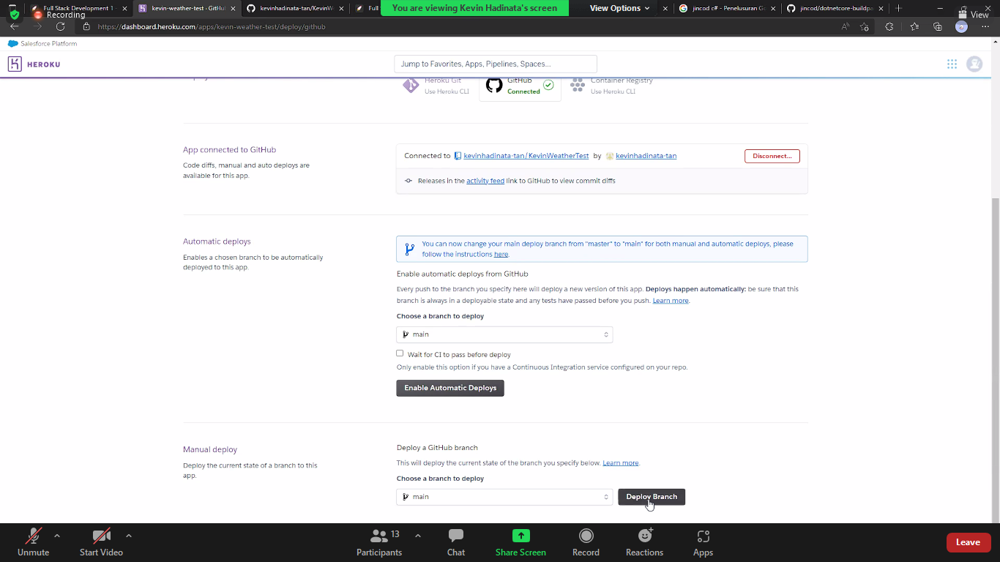 Full Stack Development 1
kevin-weather-test · GitHu
kevinhadinata-tan/KevinW
Full
You are viewing Kevin Hadinata's screen
View Options
jincod c# - Penelusuran Go
jincod/dotnetcore-buildpa
Recording
View
https://dashboard.heroku.com/apps/kevin-weather-test/deploy/github
Salesforce Platform
HEROKU
Jump to Favorites, Apps, Pipelines, Spaces...
Heroku Git
Use Heroku CLI
GitHub
Connected
Container Registry
Use Heroku CLI
App connected to GitHub
Code diffs, manual and auto deploys are
available for this app.
Connected to kevinhadinata-tan/KevinWeatherTest by kevinhadinata-tan
Disconnect...
Releases in the activity feed link to GitHub to view commit diffs
Automatic deploys
Enables a chosen branch to be automatically
deployed to this app.
You can now change your main deploy branch from "master" to "main" for both manual and automatic deploys, please
follow the instructions here.
Enable automatic deploys from GitHub
Every push to the branch you specify here will deploy a new version of this app. Deploys happen automatically: be sure that this
branch is always in a deployable state and any tests have passed before you push. Learn more.
Choose a branch to deploy
main
Wait for CI to pass before deploy
Only enable this option if you have a Continuous Integration service configured on your repo.
Enable Automatic Deploys
Manual deploy
Deploy the current state of a branch to this
app.
Deploy a GitHub branch
This will deploy the current state of the branch you specify below. Learn more.
Choose a branch to deploy
main
Deploy Branch
Unmute
Start Video
13
Participants
Chat
Share Screen
Record
Reactions
Apps
Leave